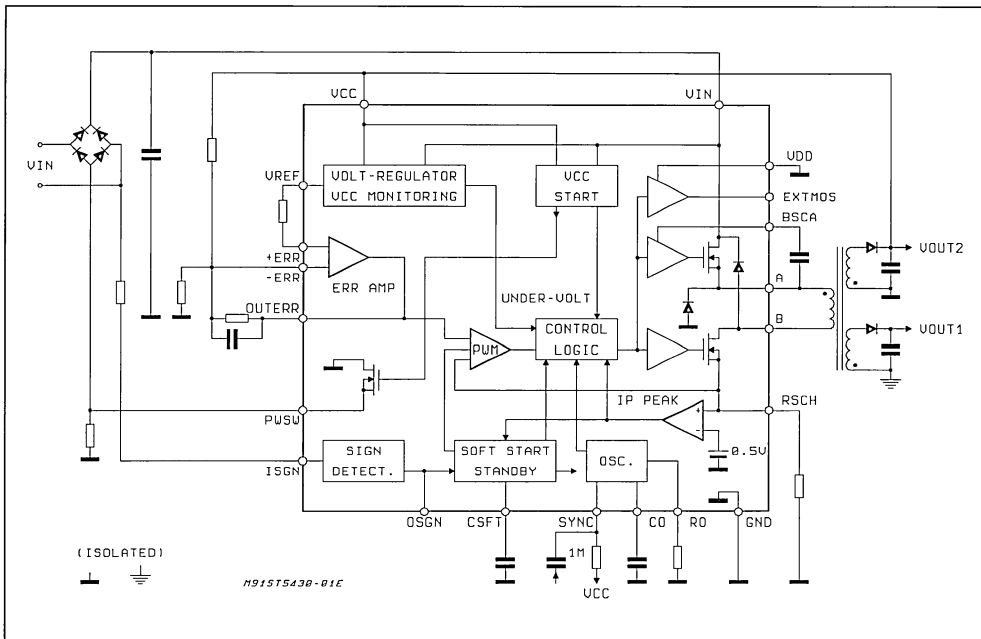 VCC
VIN
VIN
VREF
VOLT-REGULATOR
VCC MONITORING
VCC
START
VDD
EXTMOS
BSCA
+ERR
-ERR
ERR AMP
OUTERR
UNDER-VOLT
PWM
CONTROL
LOGIC
A
B
VOUT2
VOUT1
IP PEAK
RSCH
+
-
0.5V
PWSW
ISGN
SIGN
DETECT.
SOFT START
STANDBY
OSC.
OSGN
CSFT
SYNC
CO
RO
GND
1M
VCC
(ISOLATED)
M91ST5430-01E